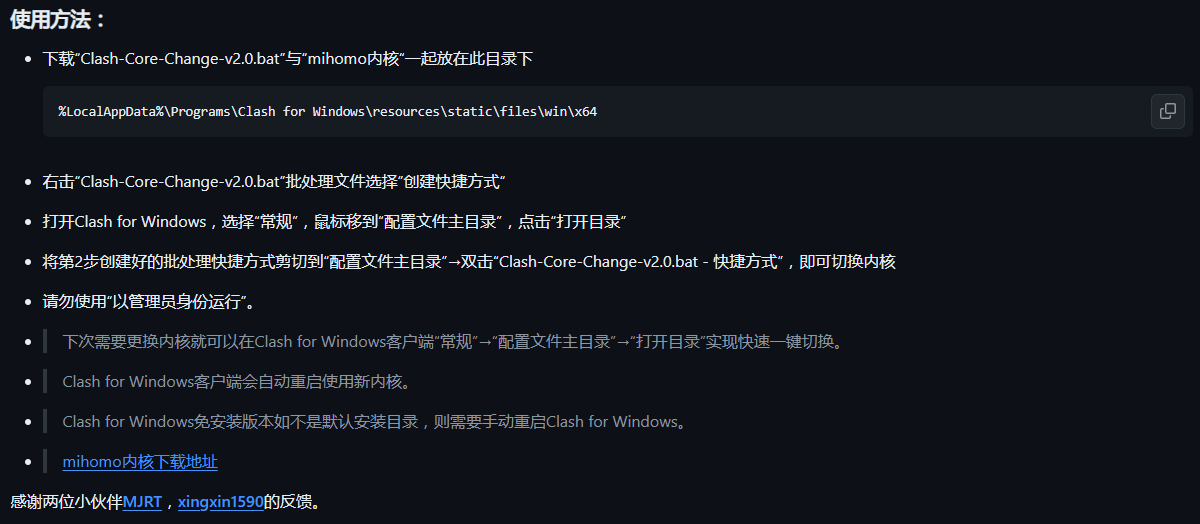 使用方法：
下载“Clash-Core-Change-v2.0.bat”与“mihomo内核“一起放在此目录下
%LocalAppData%\Programs\Clash for Windows\resources\static\files\win\x64
右击“Clash-Core-Change-v2.0.bat”批处理文件选择“创建快捷方式“
打开Clash for Windows，选择“常规”，鼠标移到“配置文件主目录”，点击“打开目录”
将第2步创建好的批处理快捷方式剪切到“配置文件主目录”→双击“Clash-Core-Change-v2.0.bat - 快捷方式“，即可切换内核
请勿使用“以管理员身份运行”。
下次需要更换内核就可以在Clash for Windows客户端“常规”→“配置文件主目录”→“打开目录”实现快速一键切换。
Clash for Windows客户端会自动重启使用新内核。
Clash for Windows免安装版本如不是默认安装目录，则需要手动重启Clash for Windows。
mihomo内核下载地址
感谢两位小伙伴MJRT，xingxin1590的反馈。